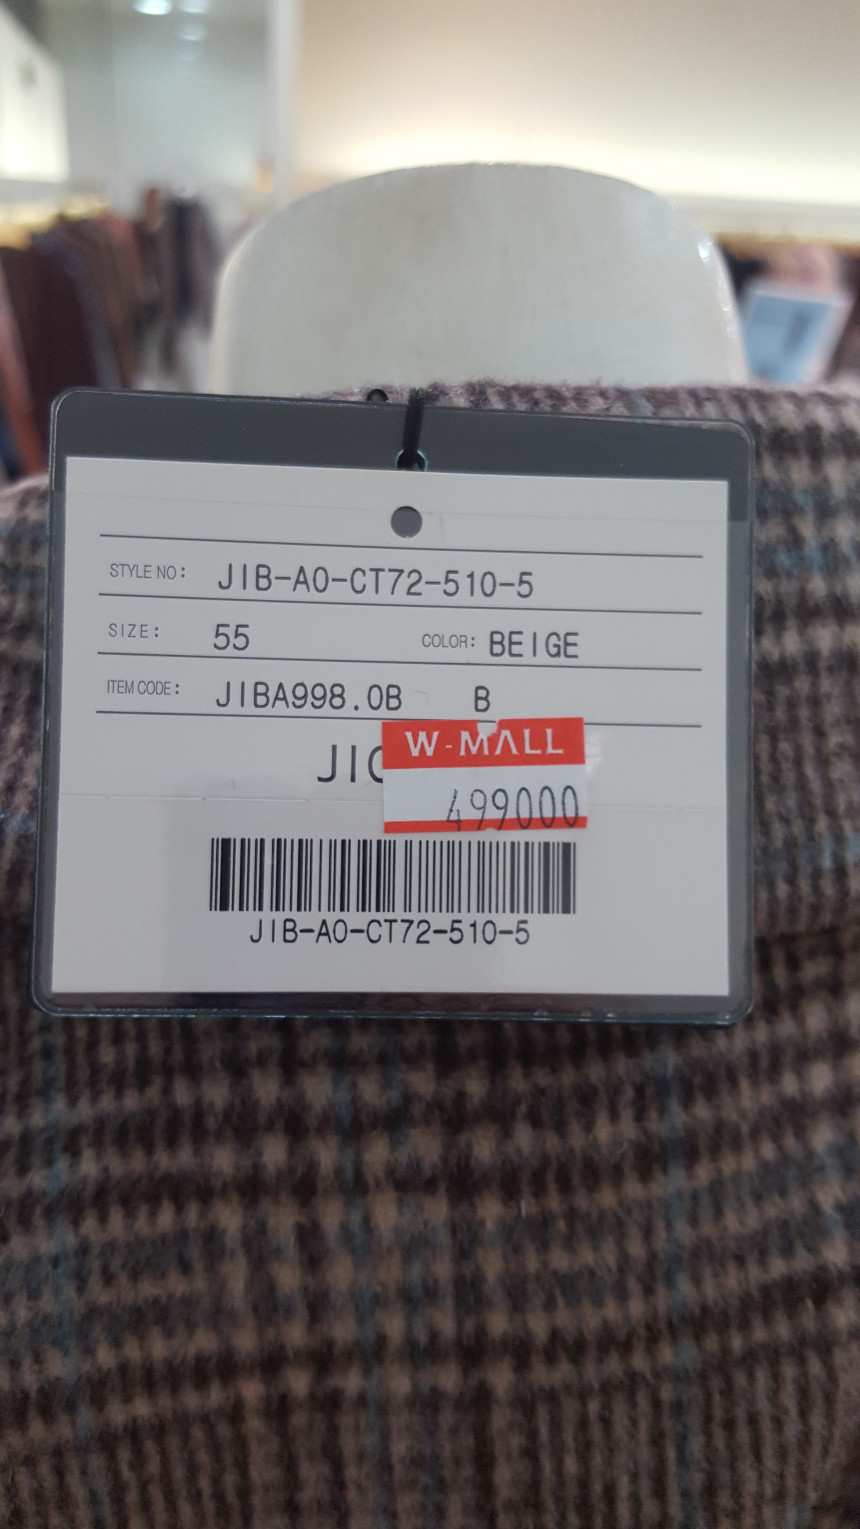 STYLE NO: JIB-A0-CT72-510-5
SIZE: 55 COLOR: BEIGE
ITEM CODE: JIBA998.0B B
W-MALL
499000
JIB-A0-CT72-510-5